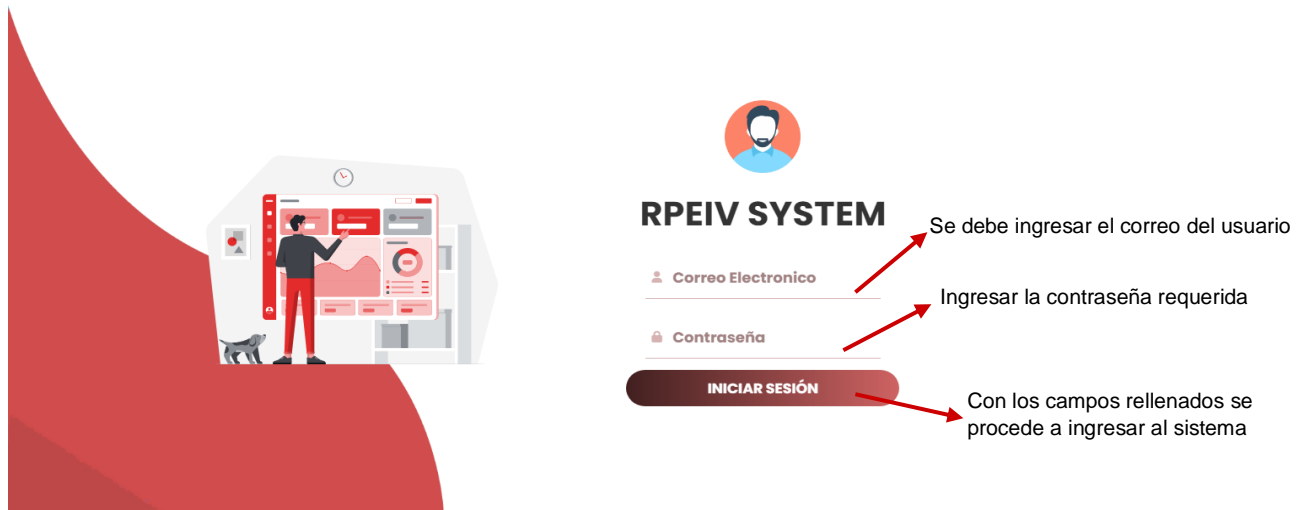 RPEIV SYSTEM
Se debe ingresar el correo del usuario
Correo Electronico
Ingresar la contraseña requerida
Contraseña
INICIAR SESIÓN
Con los campos rellenados se
procede a ingresar al sistema